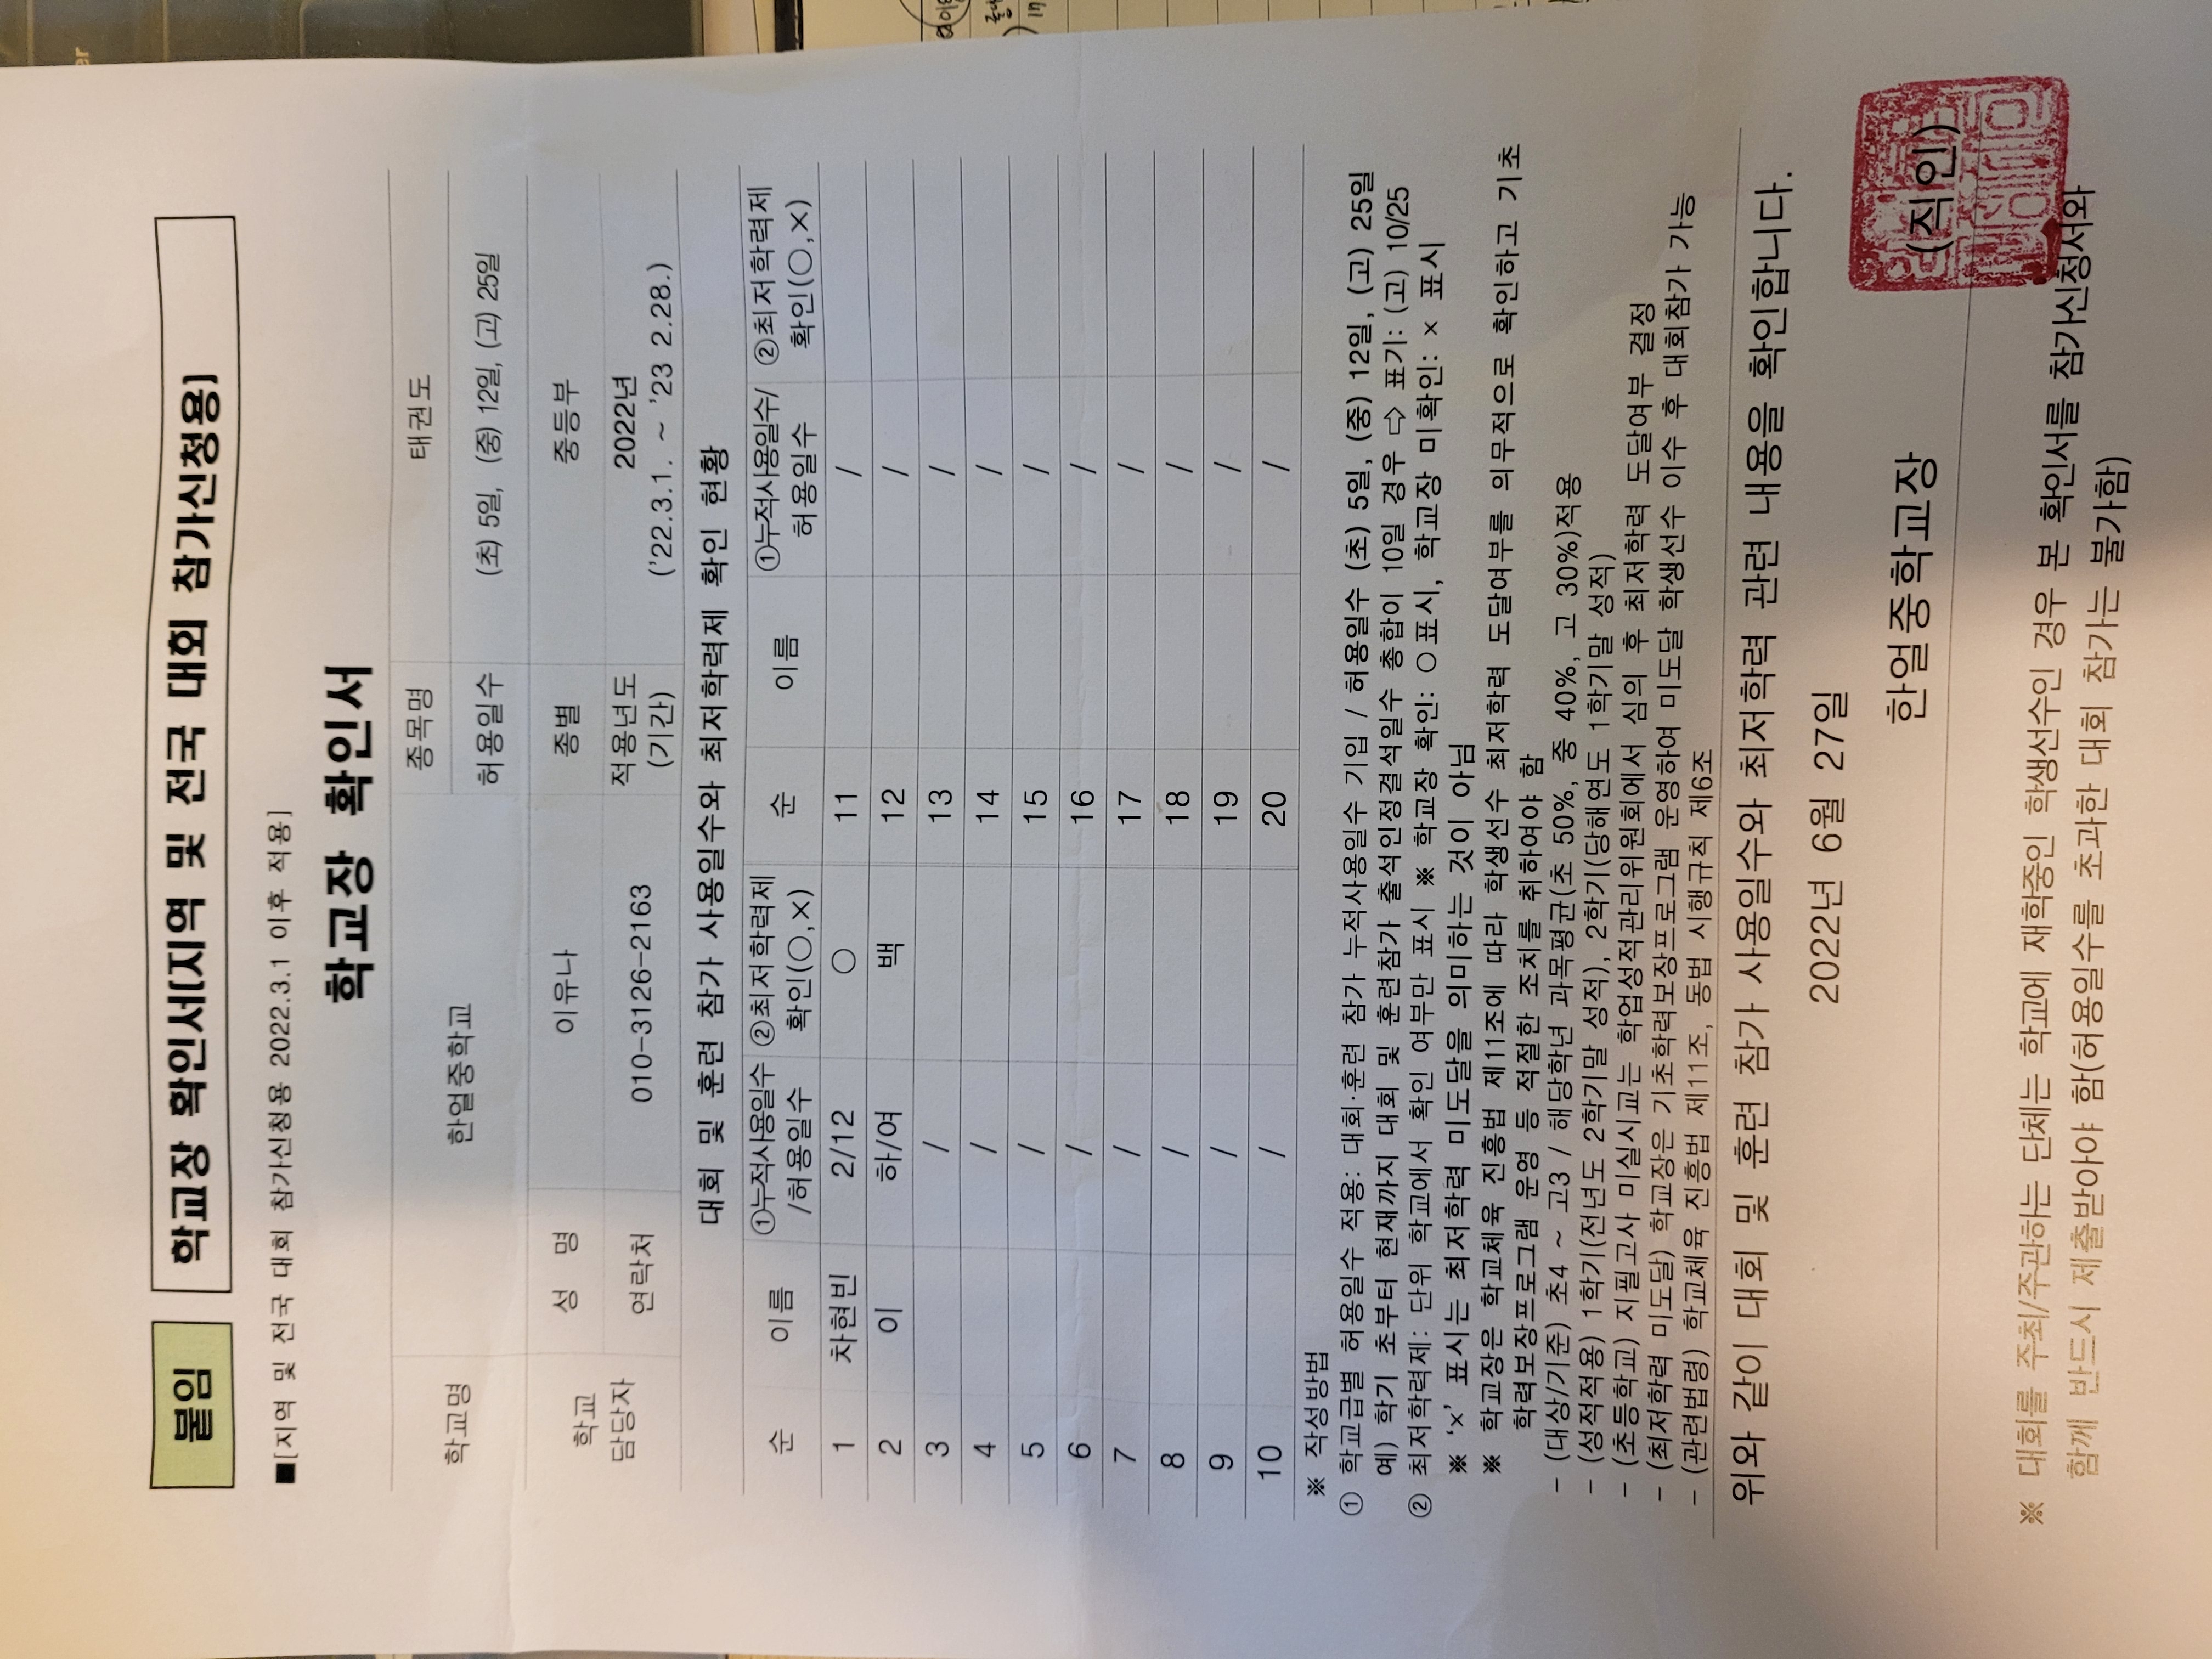 붙임
학교장 확인서(지역 및 전국 대회 참가신청용)
■[지역 및 전국 대회 참가신청용 2022.3.1 이후 적용]
학교장 확인서
학교명 한얼중학교 종목명 태권도
허용일수 (초) 5일, (중) 12일, (고) 25일
학교 담당자 성 명 이유나 종별 중등부
연락처 010-3126-2163 적용년도 (기간) 2022년 ('22.3.1. ~ '23 2.28.)
대회 및 훈련 참가 사용일수와 최저학력제 확인 현황
순 이름 ①누적사용일수/허용일수 ②최저학력제 확인(○,×) 순 이름 ①누적사용일수/허용일수 ②최저학력제 확인(○,×)
1 차현빈 2/12 ○ 11 /
2 이 하/여 백 12 /
3 / 13 /
4 / 14 /
5 / 15 /
6 / 16 /
7 / 17 /
8 / 18 /
9 / 19 /
10 / 20 /
※ 작성방법
① 학교급별 허용일수 적용: 대회·훈련 참가 누적사용일수 기입 / 허용일수 (초) 5일, (중) 12일, (고) 25일
예) 학기 초부터 현재까지 대회 및 훈련참가 출석인정결석일수 총합이 10일 경우 ⇨ 표기: (고) 10/25
② 최저학력제: 단위 학교에서 확인 여부만 표시 ※ 학교장 확인: ○표시, 학교장 미확인: × 표시
※ '×' 표시는 최저학력 미도달을 의미하는 것이 아님
※ 학교장은 학교체육 진흥법 제11조에 따라 학생선수 최저학력 도달여부를 의무적으로 확인하고 기초
학력보장프로그램 운영 등 적절한 조치를 취하여야 함
- (대상/기준) 초4 ~ 고3 / 해당학년 과목평균(초 50%, 중 40%, 고 30%)적용
- (성적적용) 1학기(전년도 2학기말 성적), 2학기(당해연도 1학기말 성적)
- (초등학교) 지필고사 미실시교는 학업성적관리위원회에서 심의 후 최저학력 도달여부 결정
- (최저학력 미도달) 학교장은 기초학력보장프로그램 운영하여 미도달 학생선수 이수 후 대회참가 가능
- (관련법령) 학교체육 진흥법 제11조, 동법 시행규칙 제6조
위와 같이 대회 및 훈련 참가 사용일수와 최저학력 관련 내용을 확인합니다.
2022년 6월 27일
한얼중학교장 (직인)
※ 대회를 주최/주관하는 단체는 학교에 재학중인 학생선수인 경우 본 확인서를 참가신청서와
함께 반드시 제출받아야 함(허용일수를 초과한 대회 참가는 불가함)